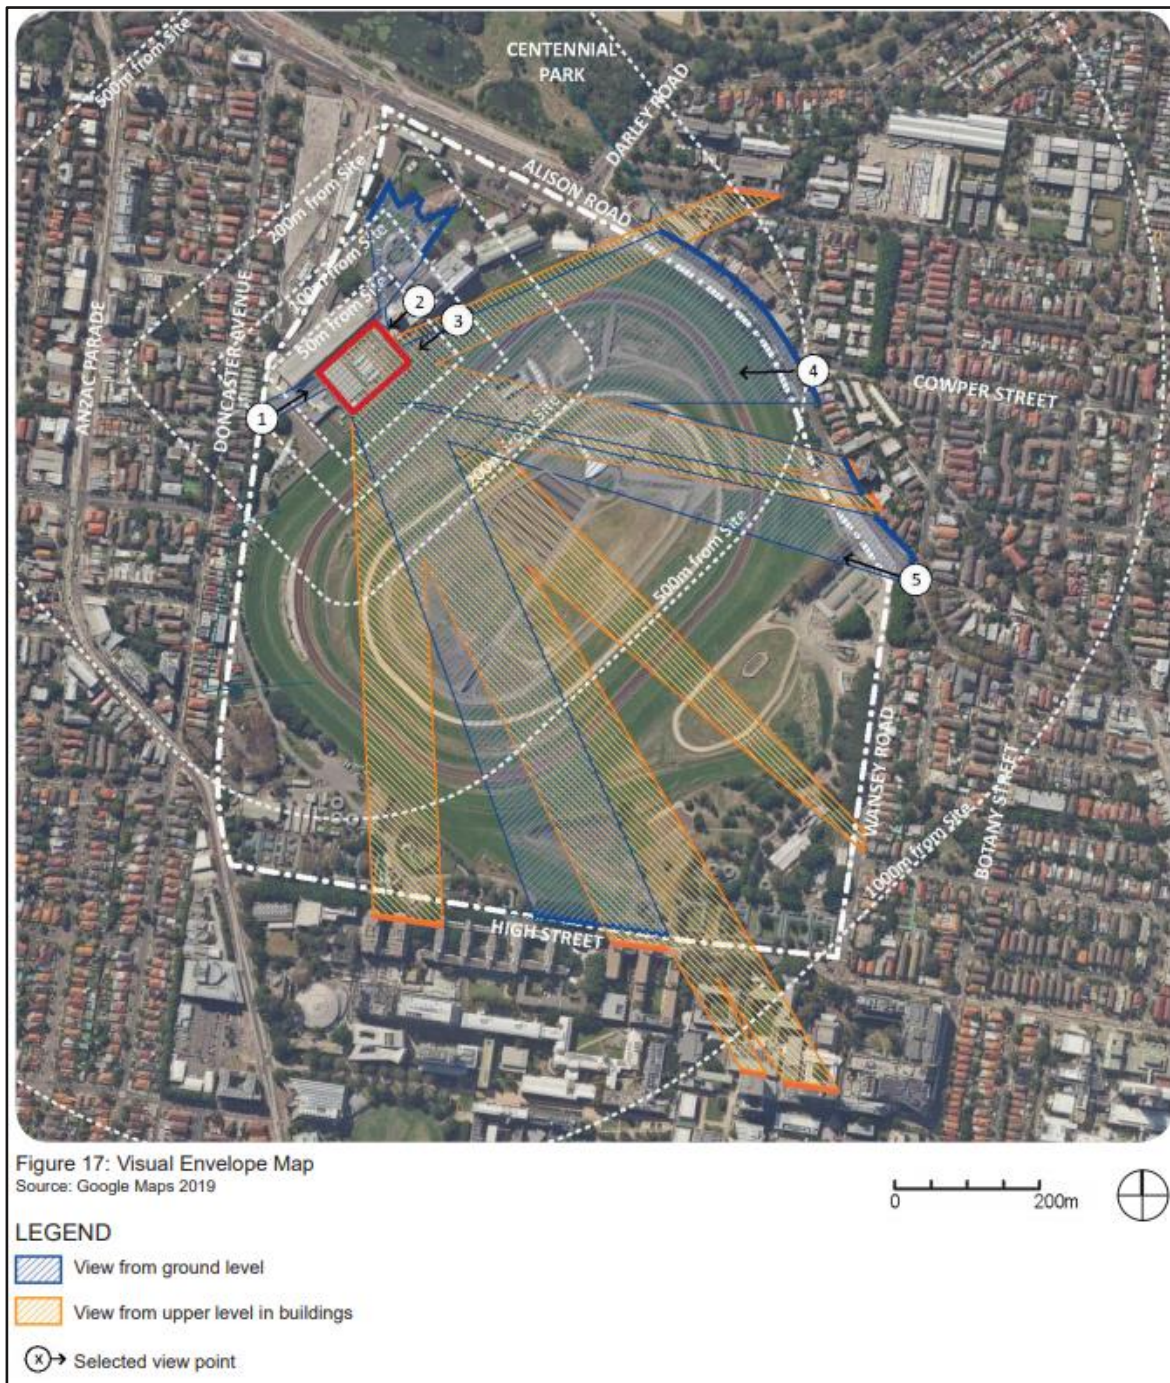 CENTENNIAL
PARK
500m from Site
DARLEY ROAD
ALISON ROAD
200m from Site
100m from Site
50m from Site
2
3
ANZAC PARADE
DONCASTER AVENUE
1
4
COWPER STREET
500m from Site
5
WANSEY ROAD
BOTANY STREET
1000m from Site
HIGH STREET
Figure 17: Visual Envelope Map
Source: Google Maps 2019
0 200m
LEGEND
View from ground level
View from upper level in buildings
X Selected view point